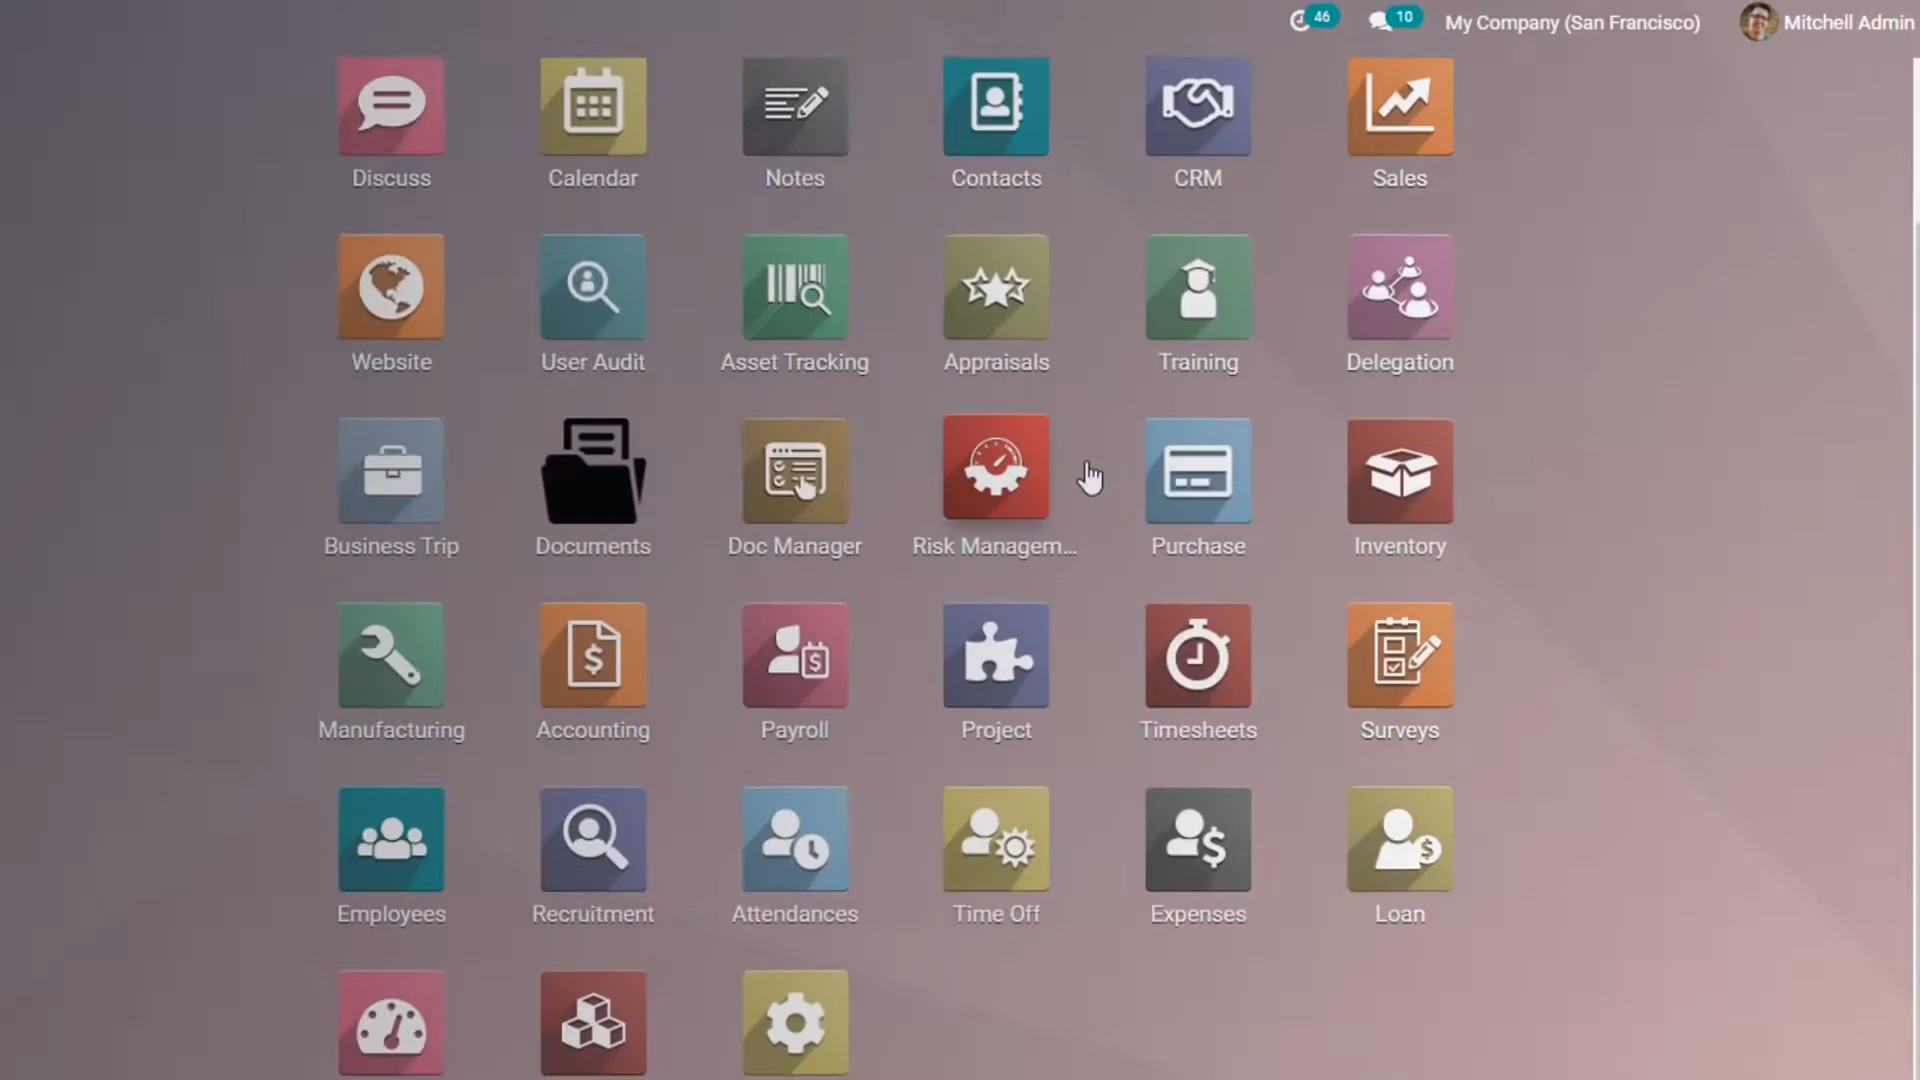 46 10 My Company (San Francisco) Mitchell Admin
Discuss Calendar Notes Contacts CRM Sales
Website User Audit Asset Tracking Appraisals Training Delegation
Business Trip Documents Doc Manager Risk Managem... Purchase Inventory
Manufacturing Accounting Payroll Project Timesheets Surveys
Employees Recruitment Attendances Time Off Expenses Loan